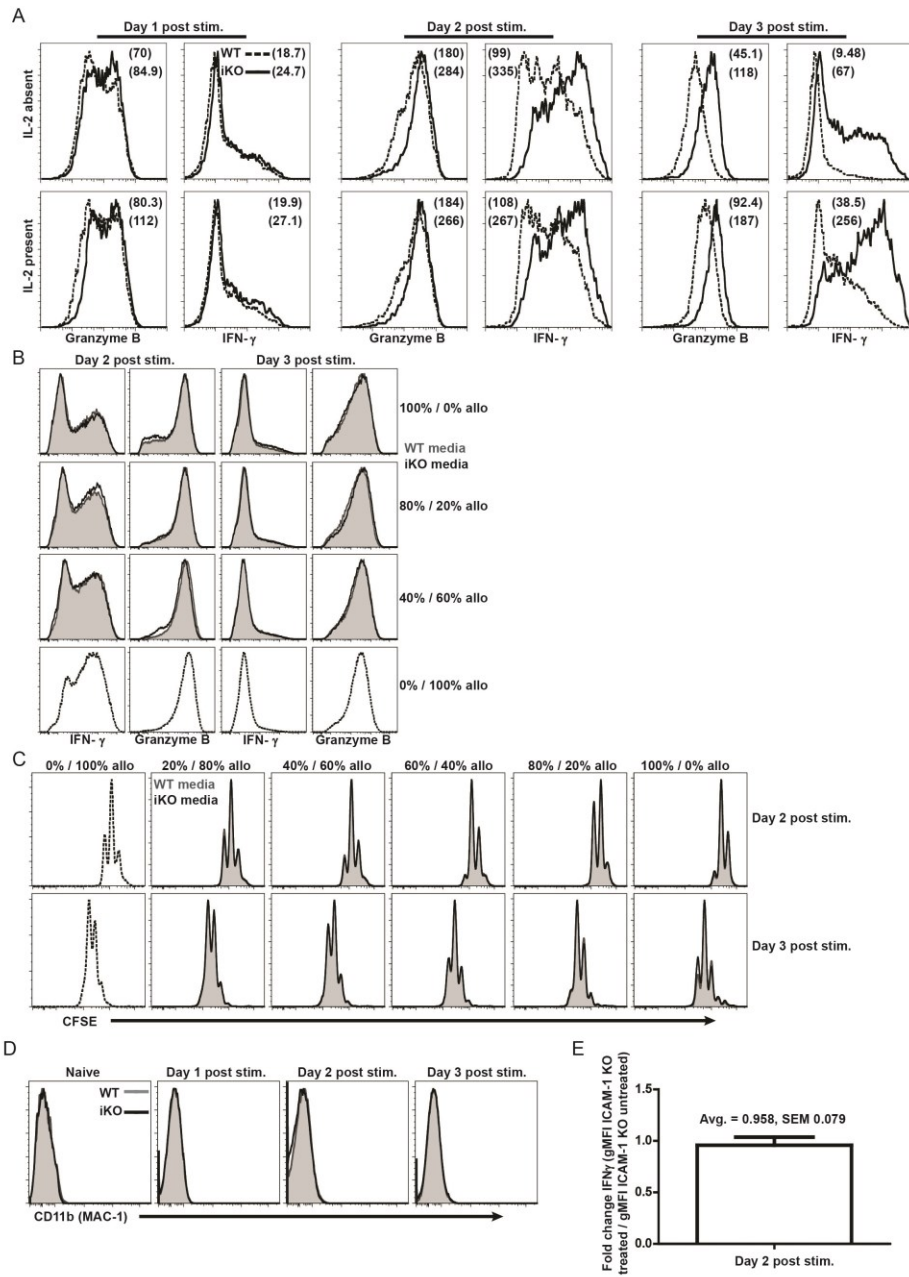 A
Day 1 post stim.
Day 2 post stim.
Day 3 post stim.
IL-2 absent
(70)
(84.9)
WT (18.7)
iKO (24.7)
(180)
(284)
(99)
(335)
(45.1)
(118)
(9.48)
(67)
IL-2 present
(80.3)
(112)
(19.9)
(27.1)
(184)
(266)
(108)
(267)
(92.4)
(187)
(38.5)
(256)
Granzyme B
IFN- γ
Granzyme B
IFN- γ
Granzyme B
IFN- γ
B
Day 2 post stim.
Day 3 post stim.
100% / 0% allo
WT media
iKO media
80% / 20% allo
40% / 60% allo
0% / 100% allo
IFN- γ
Granzyme B
IFN- γ
Granzyme B
C
0% / 100% allo
20% / 80% allo
40% / 60% allo
60% / 40% allo
80% / 20% allo
100% / 0% allo
WT media
iKO media
Day 2 post stim.
Day 3 post stim.
CFSE
D
Naive
Day 1 post stim.
Day 2 post stim.
Day 3 post stim.
WT
iKO
CD11b (MAC-1)
E
Fold change IFNγ (gMFI ICAM-1 KO
treated / gMFI ICAM-1 KO untreated)
1.5
1.0
0.5
0.0
Avg. = 0.958, SEM 0.079
Day 2 post stim.